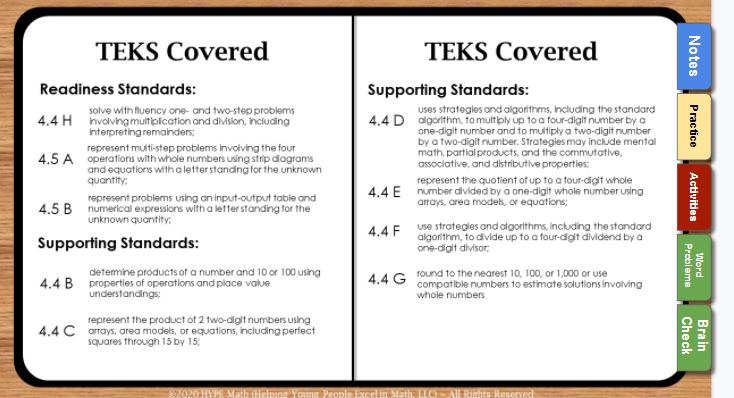 TEKS Covered
Readiness Standards:
4.4 H
solve with fluency one- and two-step problems
involving multiplication and division, including
interpreting remainders;
4.5 A
represent multi-step problems involving the four
operations with whole numbers using strip diagrams
and equations with a letter standing for the unknown
quantity;
4.5 B
represent problems using an input-output table and
numerical expressions with a letter standing for the
unknown quantity;
Supporting Standards:
4.4 B
determine products of a number and 10 or 100 using
properties of operations and place value
understandings;
4.4 C
represent the product of 2 two-digit numbers using
arrays, area models, or equations, including perfect
squares through 15 by 15;
TEKS Covered
Supporting Standards:
4.4 D
uses strategies and algorithms, including the standard
algorithm, to multiply up to a four-digit number by a
one-digit number and to multiply a two-digit number
by a two-digit number. Strategies may include mental
math, partial products, and the commutative,
associative, and distributive properties;
4.4 E
represent the quotient of up to a four-digit whole
number divided by a one-digit whole number using
arrays, area models, or equations;
4.4 F
use strategies and algorithms, including the standard
algorithm, to divide up to a four-digit dividend by a
one-digit divisor;
4.4 G
round to the nearest 10, 100, or 1,000 or use
compatible numbers to estimate solutions involving
whole numbers
Notes
Practice
Activities
Word
Problems
Brain
Check
©2020 HYPE Math (Helping Young People Excel in Math, LLC) ~ All Rights Reserved